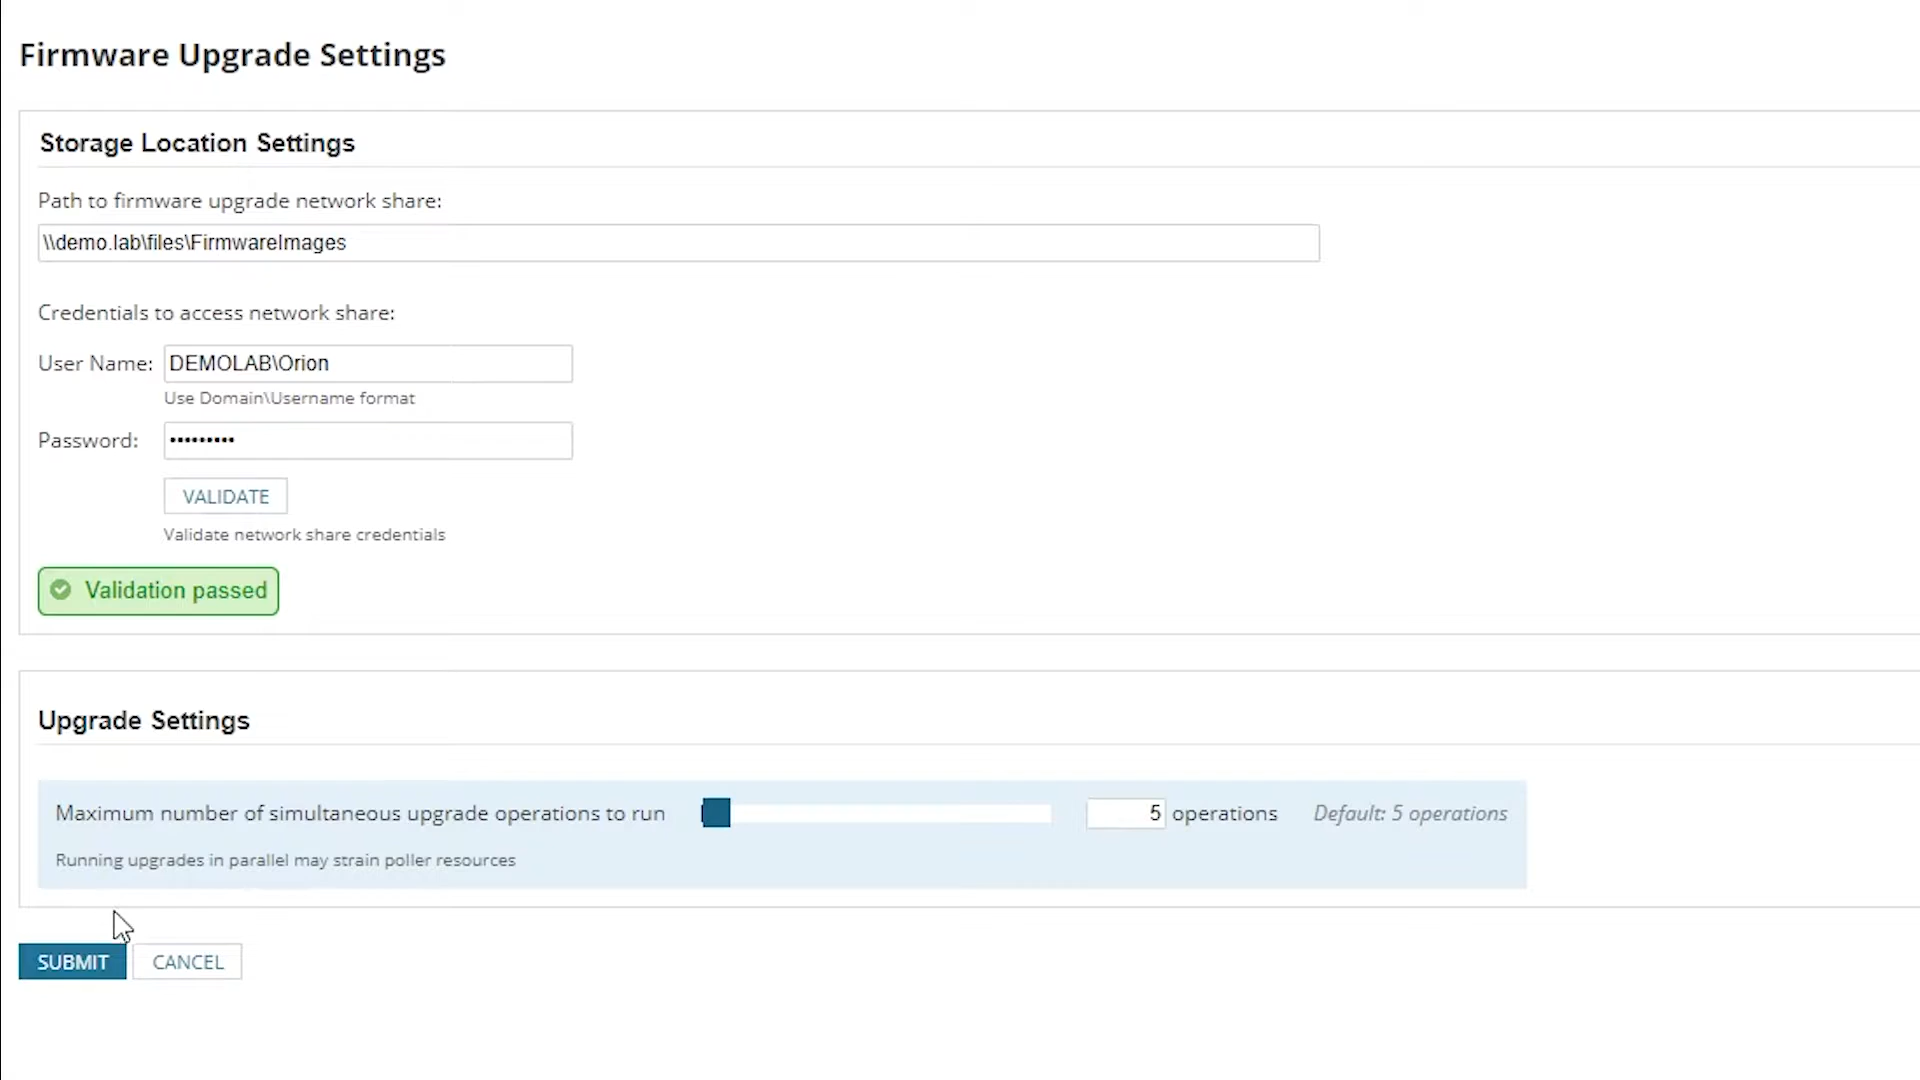 Firmware Upgrade Settings
Storage Location Settings
Path to firmware upgrade network share:
\\demo.lab\files\FirmwareImages
Credentials to access network share:
User Name: DEMOLAB\Orion
Use Domain\Username format
Password: •••••••••
VALIDATE
Validate network share credentials
Validation passed
Upgrade Settings
Maximum number of simultaneous upgrade operations to run 5 operations Default: 5 operations
Running upgrades in parallel may strain poller resources
SUBMIT CANCEL